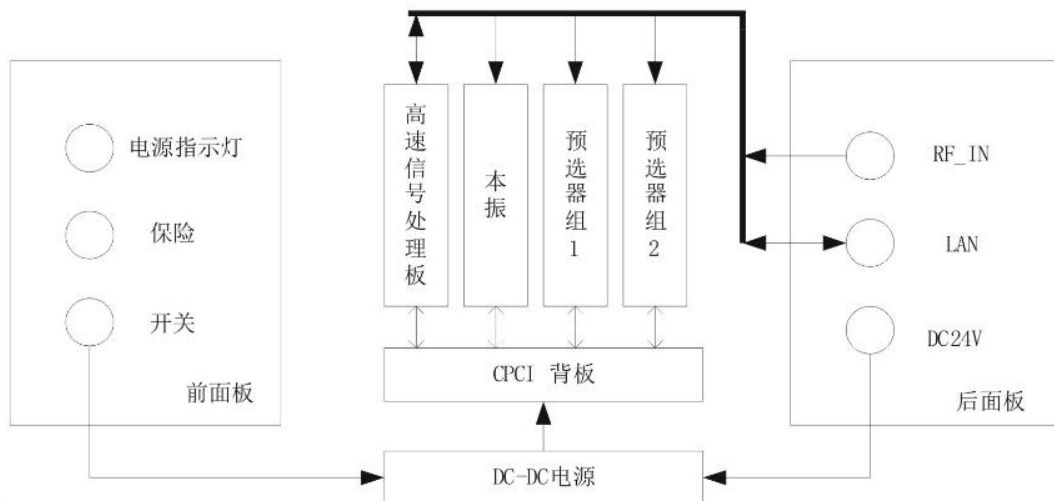 电源指示灯
保险
开关
前面板
高速信号处理板
本振
预选器组1
预选器组2
CPCI 背板
DC-DC电源
RF_IN
LAN
DC24V
后面板